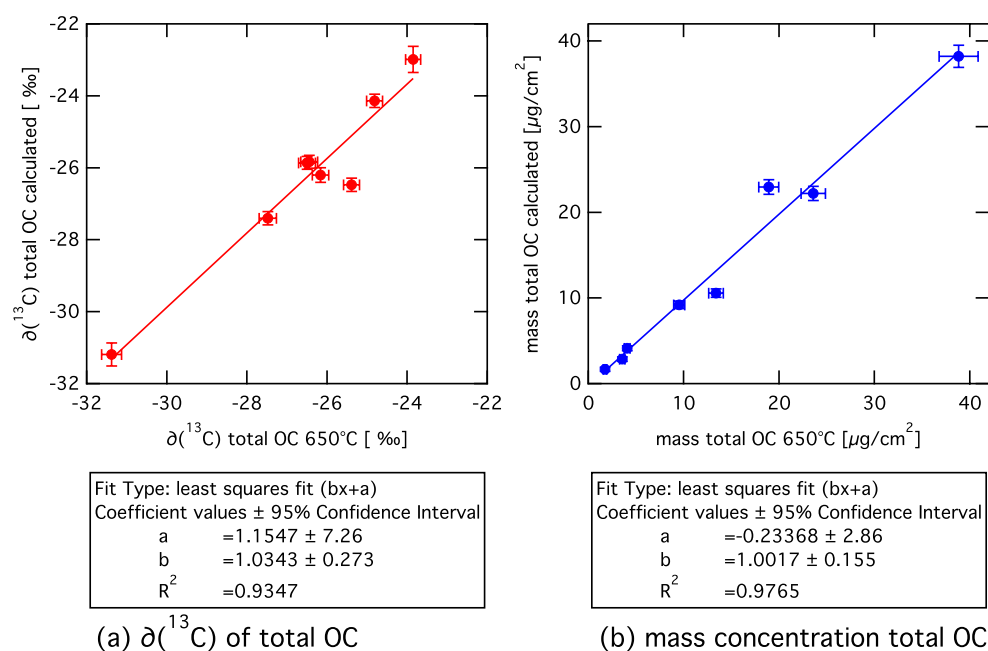 -22
-24
-26
-28
-30
-32
∂(¹³C) total OC calculated [ ‰]
-32 -30 -28 -26 -24 -22
∂(¹³C) total OC 650°C [ ‰]
40
30
20
10
0
mass total OC calculated [µg/cm²]
0 10 20 30 40
mass total OC 650°C [µg/cm²]
Fit Type: least squares fit (bx+a)
Coefficient values ± 95% Confidence Interval
a =1.1547 ± 7.26
b =1.0343 ± 0.273
R² =0.9347
Fit Type: least squares fit (bx+a)
Coefficient values ± 95% Confidence Interval
a =-0.23368 ± 2.86
b =1.0017 ± 0.155
R² =0.9765
(a) ∂(¹³C) of total OC
(b) mass concentration total OC